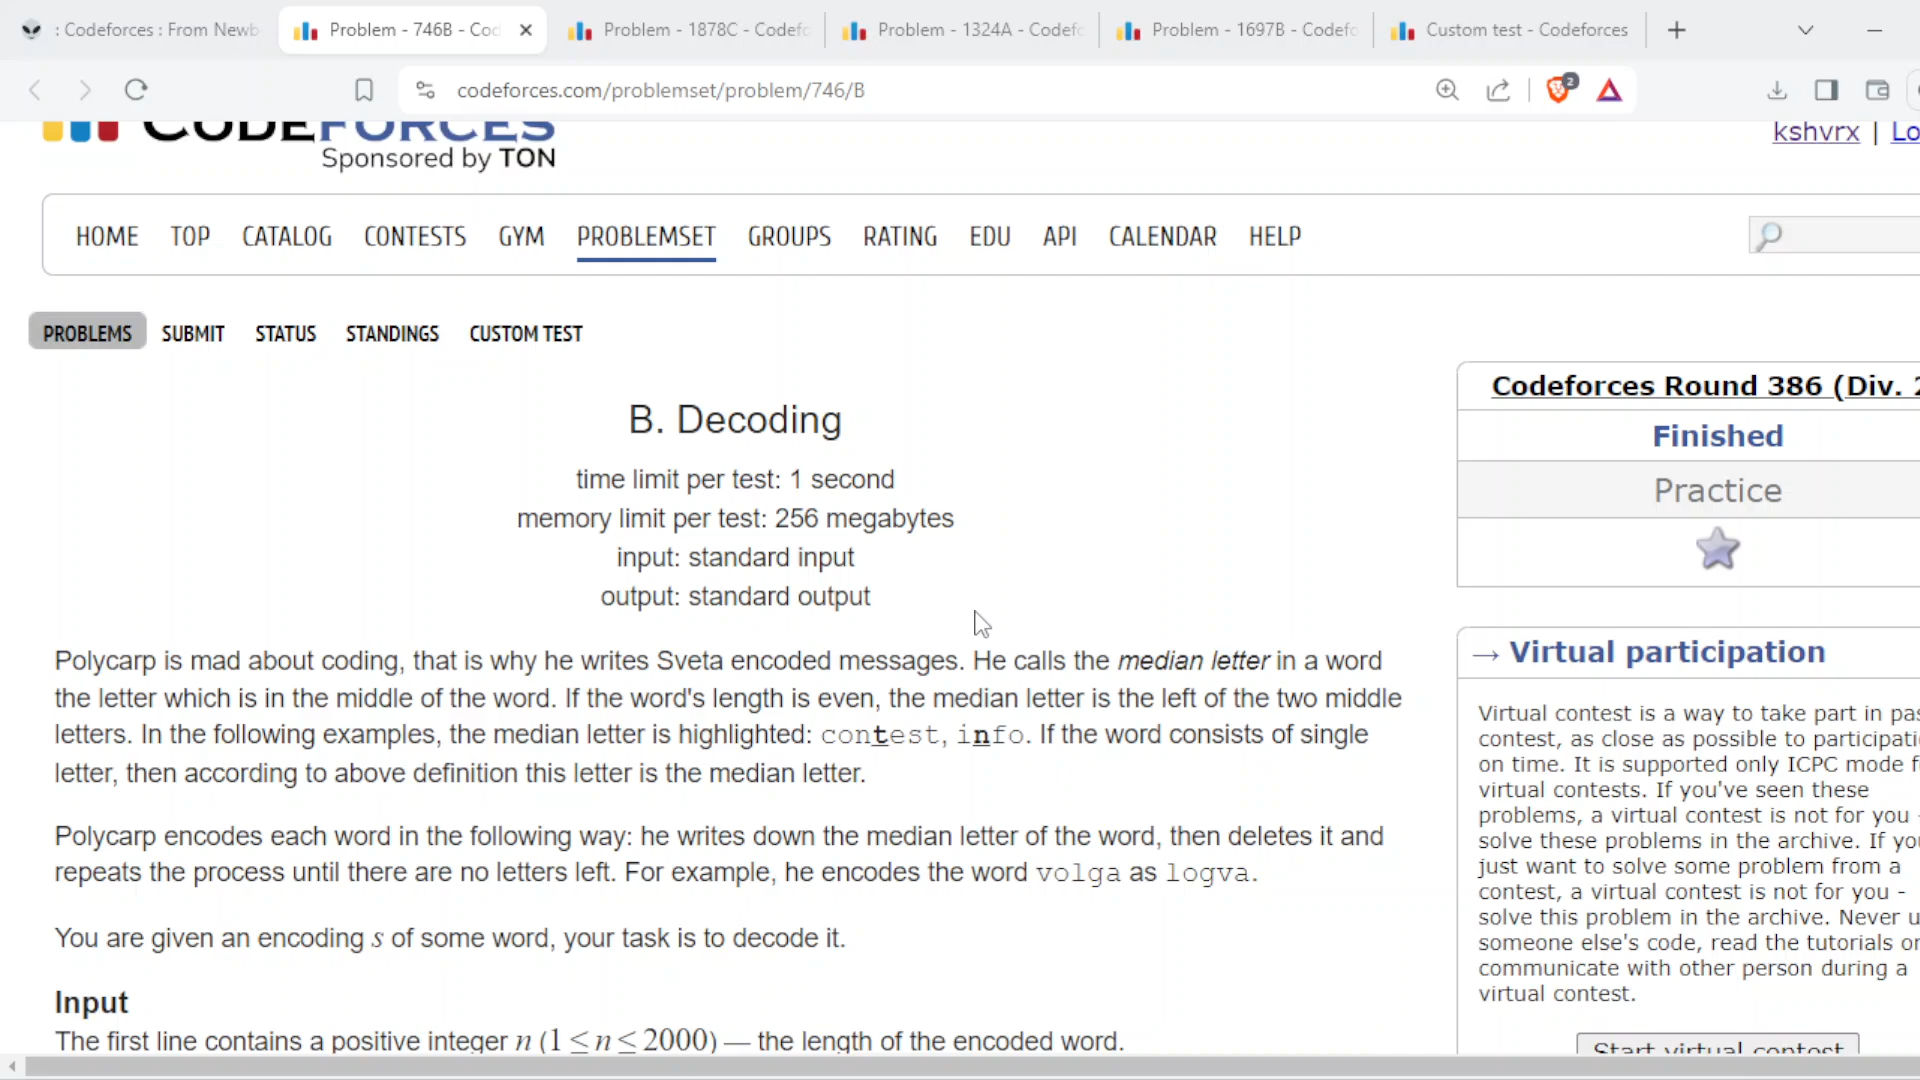 : Codeforces : From Newb
Problem - 746B - Cod
Problem - 1878C - Codefo
Problem - 1324A - Codefo
Problem - 1697B - Codefo
Custom test - Codeforces
codeforces.com/problemset/problem/746/B
2
CODEFORCES
Sponsored by TON
kshvrx | Lo
HOME TOP CATALOG CONTESTS GYM PROBLEMSET GROUPS RATING EDU API CALENDAR HELP
PROBLEMS SUBMIT STATUS STANDINGS CUSTOM TEST
B. Decoding
time limit per test: 1 second
memory limit per test: 256 megabytes
input: standard input
output: standard output
Polycarp is mad about coding, that is why he writes Sveta encoded messages. He calls the median letter in a word
the letter which is in the middle of the word. If the word's length is even, the median letter is the left of the two middle
letters. In the following examples, the median letter is highlighted: contest, info. If the word consists of single
letter, then according to above definition this letter is the median letter.
Polycarp encodes each word in the following way: he writes down the median letter of the word, then deletes it and
repeats the process until there are no letters left. For example, he encodes the word volga as logva.
You are given an encoding s of some word, your task is to decode it.
Input
The first line contains a positive integer n (1 ≤ n ≤ 2000) — the length of the encoded word.
Codeforces Round 386 (Div. 2
Finished
Practice
→ Virtual participation
Virtual contest is a way to take part in pas
contest, as close as possible to participatio
on time. It is supported only ICPC mode f
virtual contests. If you've seen these
problems, a virtual contest is not for you -
solve these problems in the archive. If you
just want to solve some problem from a
contest, a virtual contest is not for you -
solve this problem in the archive. Never u
someone else's code, read the tutorials or
communicate with other person during a
virtual contest.
Start virtual contest